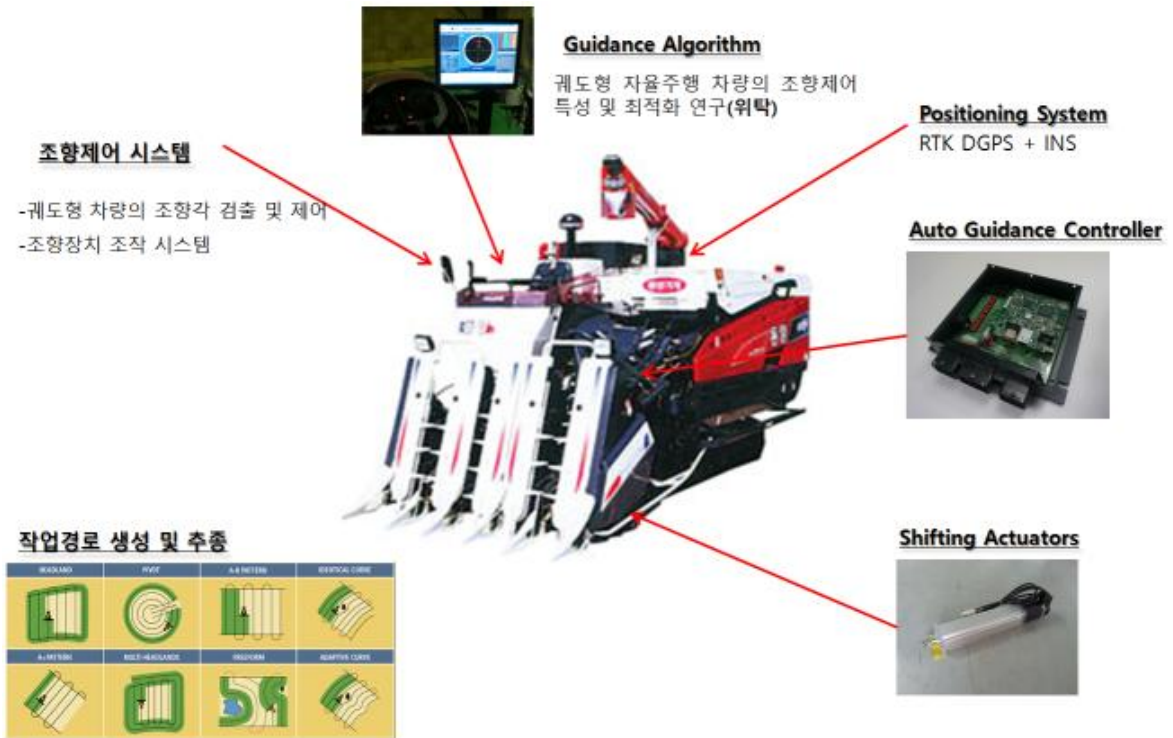 Guidance Algorithm
궤도형 자율주행 차량의 조향제어
특성 및 최적화 연구(위탁)
Positioning System
RTK DGPS + INS
조향제어 시스템
-궤도형 차량의 조향각 검출 및 제어
-조향장치 조작 시스템
Auto Guidance Controller
작업경로 생성 및 추종
HEADLAND
PIVOT
A-B PATTERN
IDENTICAL CURVE
A+ PATTERN
MULTI-HEADLANDS
FREEFORM
ADAPTIVE CURVE
Shifting Actuators